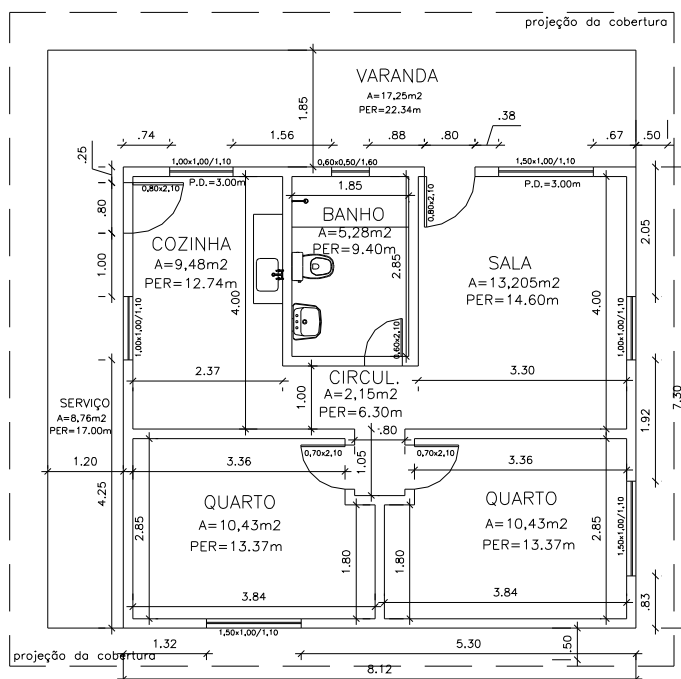 projeção da cobertura
VARANDA
A=17,25m2
PER=22.34m
1.85
.38
.74
1.56
.88
.80
.67
.50
.25
1,00x1,00/1,10
0,60x0,50/1,60
1,50x1,00/1,10
P.D.=3.00m
P.D.=3.00m
0,80x2,10
1.85
0,80x2,10
.80
BANHO
A=5,28m2
PER=9.40m
2.05
COZINHA
A=9,48m2
PER=12.74m
1.00
2.85
SALA
A=13,205m2
PER=14.60m
4.00
4.00
1,00x1,00/1,10
1,00x1,00/1,10
0,60x2,10
2.37
CIRCUL.
A=2,15m2
PER=6.30m
1.00
3.30
7.30
SERVIÇO
A=8,76m2
PER=17.00m
1.92
.80
0,70x2,10
0,70x2,10
1.05
1.20
3.36
3.36
4.25
QUARTO
A=10,43m2
PER=13.37m
QUARTO
A=10,43m2
PER=13.37m
2.85
1.80
1.80
2.85
1,50x1,00/1,10
3.84
3.84
.83
1,50x1,00/1,10
projeção da cobertura
1.32
5.30
.50
8.12